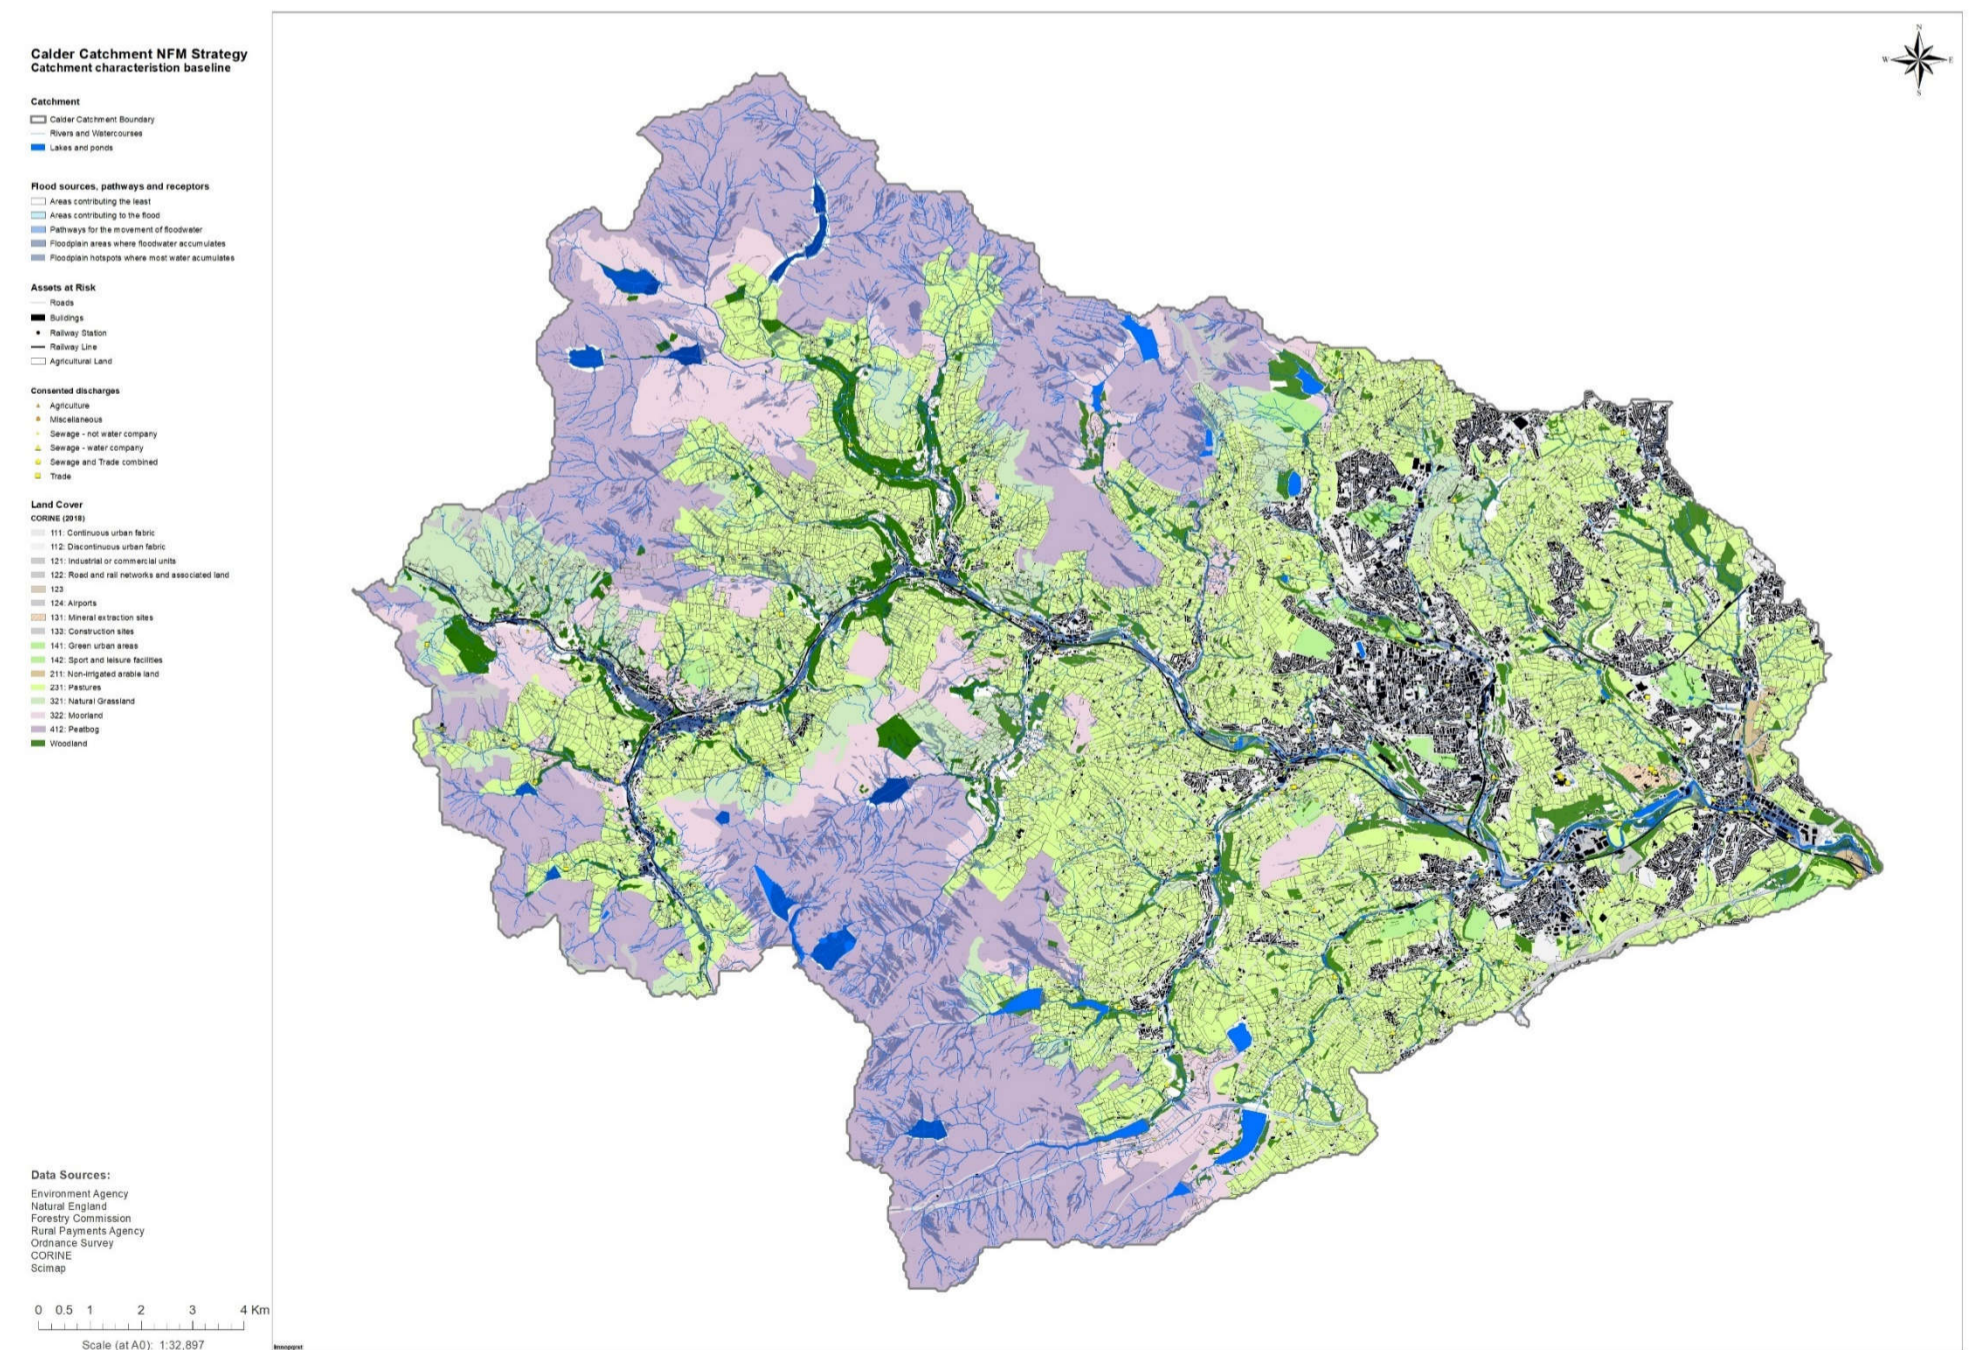 Calder Catchment NFM Strategy
Catchment characteristion baseline
Catchment
Calder Catchment Boundary
Rivers and Watercourses
Lakes and ponds
Flood sources, pathways and receptors
Areas contributing the least
Areas contributing to the flood
Pathways for the movement of floodwater
Floodplain areas where floodwater accumulates
Floodplain hotspots where most water acumulates
Assets at Risk
Roads
Buildings
Railway Station
Railway Line
Agricultural Land
Consented discharges
Agriculture
Miscellaneous
Sewage - not water company
Sewage - water company
Sewage and Trade combined
Trade
Land Cover
CORINE (2018)
111: Continuous urban fabric
112: Discontinuous urban fabric
121: Industrial or commercial units
122: Road and rail networks and associated land
123
124: Airports
131: Mineral extraction sites
133: Construction sites
141: Green urban areas
142: Sport and leisure facilities
211: Non-irrigated arable land
231: Pastures
321: Natural Grassland
322: Moorland
412: Peatbog
Woodland
Data Sources:
Environment Agency
Natural England
Forestry Commission
Rural Payments Agency
Ordnance Survey
CORINE
Scimap
0 0.5 1 2 3 4 Km
Scale (at A0): 1:32,897
N
W E
S